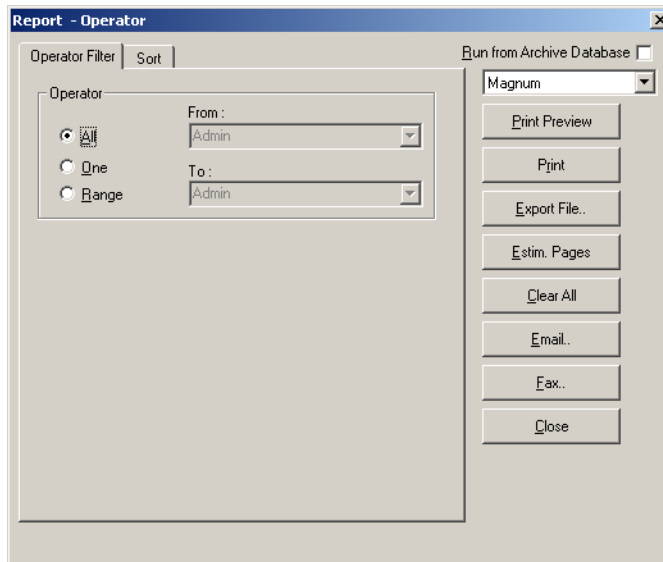 Report - Operator
Operator Filter
Sort
Run from Archive Database
Magnum
Operator
From :
All
Admin
One
To :
Range
Admin
Print Preview
Print
Export File..
Estim. Pages
Clear All
Email..
Fax..
Close